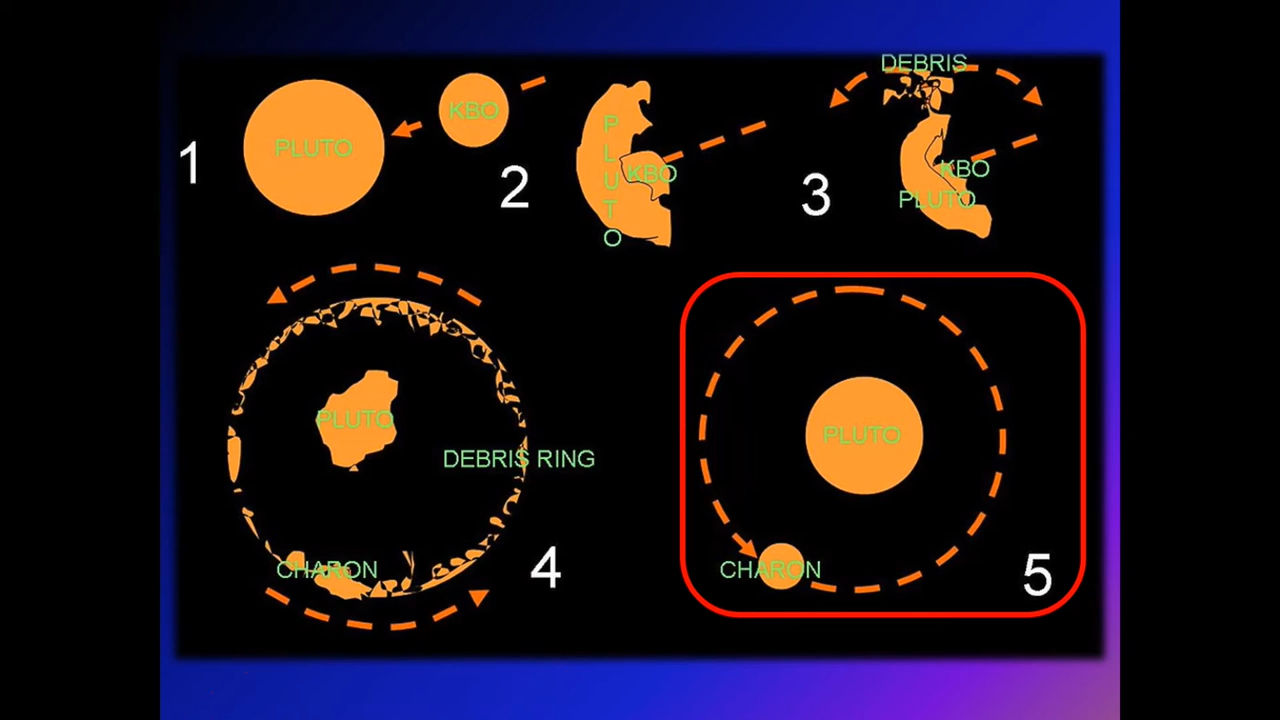 1
PLUTO
KBO
2
P
L
U
T
O
KBO
3
DEBRIS
KBO
PLUTO
4
PLUTO
DEBRIS RING
CHARON
5
PLUTO
CHARON